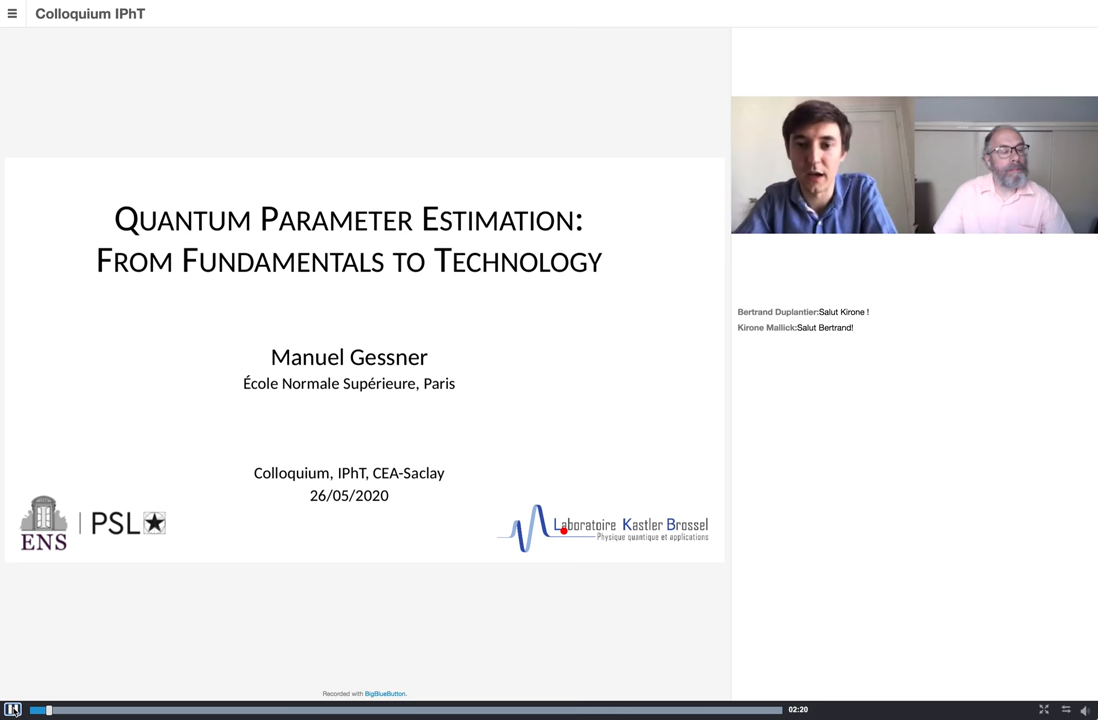 Colloquium IPhT
QUANTUM PARAMETER ESTIMATION:
FROM FUNDAMENTALS TO TECHNOLOGY
Manuel Gessner
École Normale Supérieure, Paris
Colloquium, IPhT, CEA-Saclay
26/05/2020
ENS
PSL
Laboratoire Kastler Brossel
Physique quantique et applications
Bertrand Duplantier:Salut Kirone !
Kirone Mallick:Salut Bertrand!
Recorded with BigBlueButton.
02:20